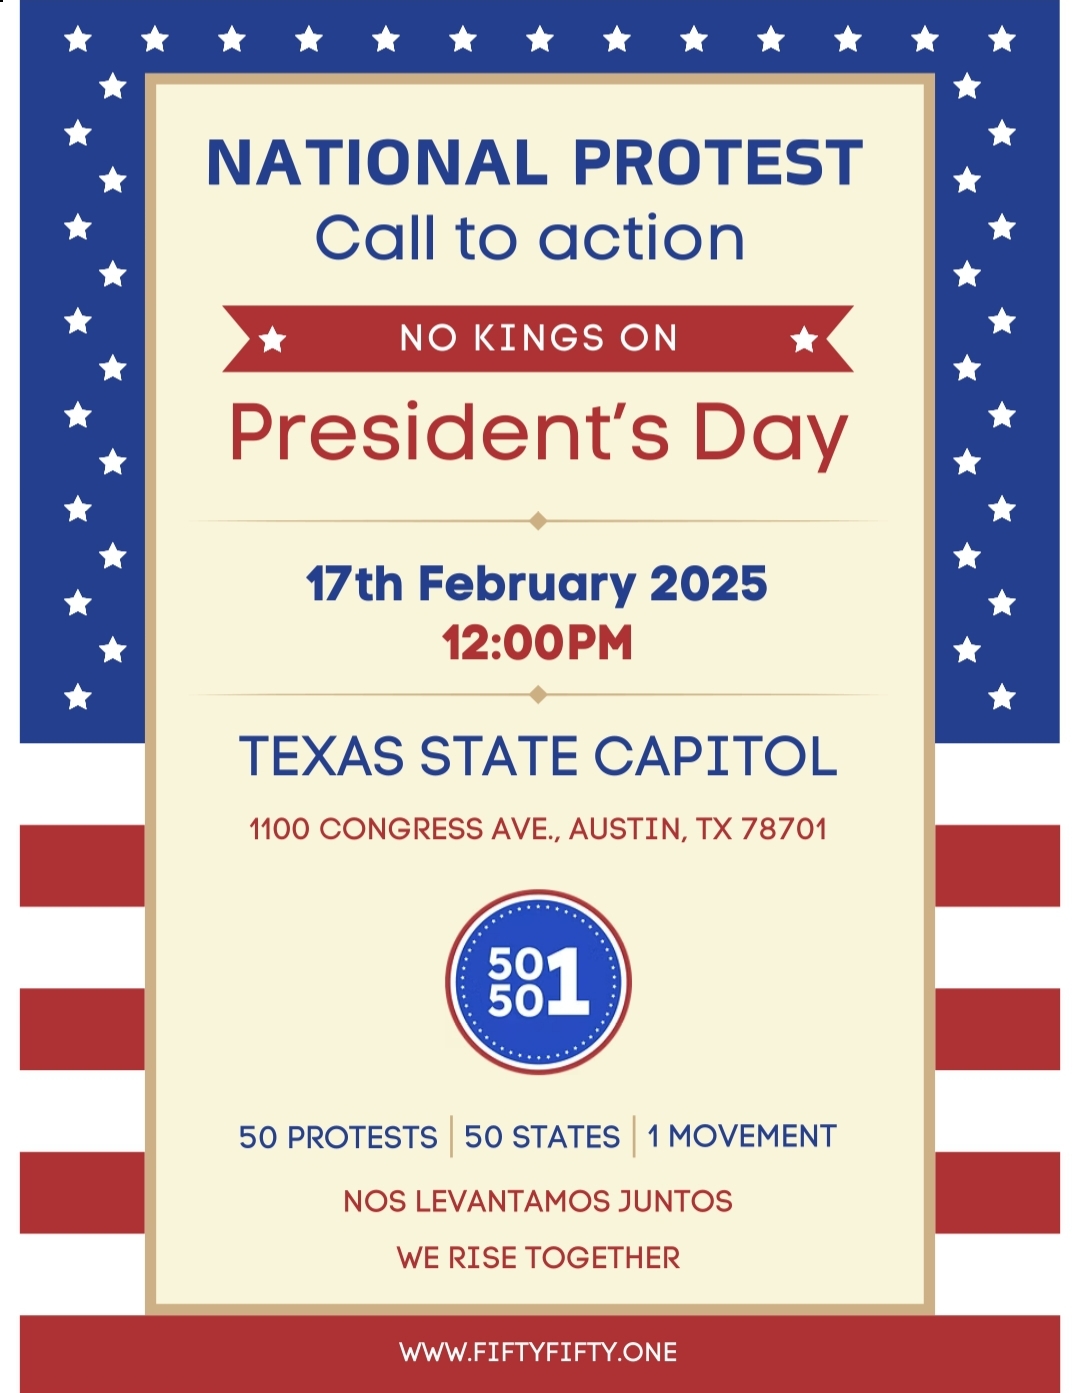 NATIONAL PROTEST
Call to action
NO KINGS ON
President’s Day
17th February 2025
12:00PM
TEXAS STATE CAPITOL
1100 CONGRESS AVE., AUSTIN, TX 78701
50
50
1
50 PROTESTS | 50 STATES | 1 MOVEMENT
NOS LEVANTAMOS JUNTOS
WE RISE TOGETHER
WWW.FIFTYFIFTY.ONE